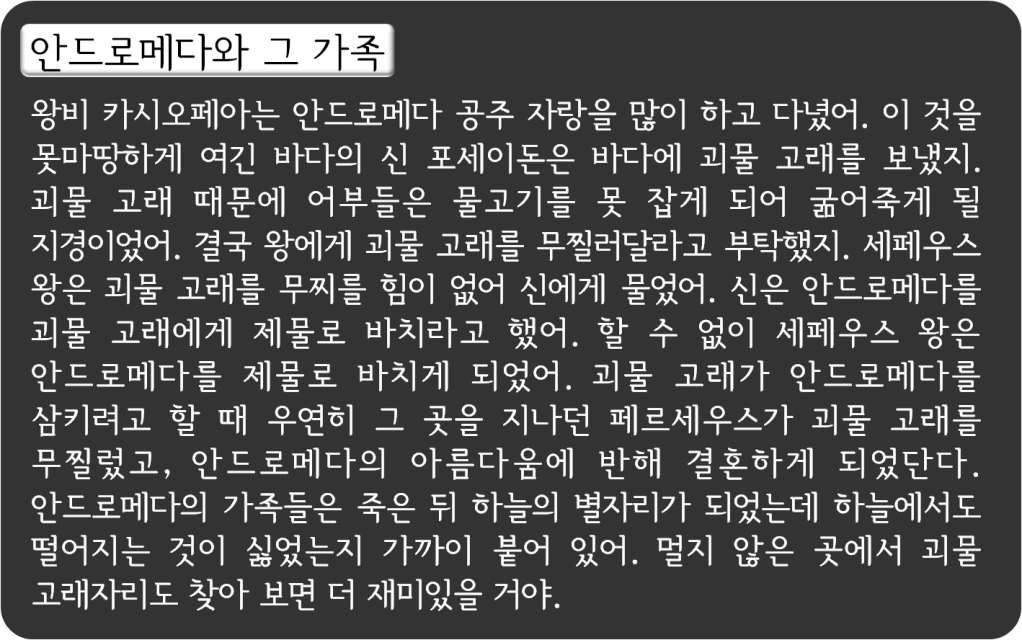 안드로메다와 그 가족
왕비 카시오페아는 안드로메다 공주 자랑을 많이 하고 다녔어. 이 것을
못마땅하게 여긴 바다의 신 포세이돈은 바다에 괴물 고래를 보냈지.
괴물 고래 때문에 어부들은 물고기를 못 잡게 되어 굶어죽게 될
지경이었어. 결국 왕에게 괴물 고래를 무찔러달라고 부탁했지. 세페우스
왕은 괴물 고래를 무찌를 힘이 없어 신에게 물었어. 신은 안드로메다를
괴물 고래에게 제물로 바치라고 했어. 할 수 없이 세페우스 왕은
안드로메다를 제물로 바치게 되었어. 괴물 고래가 안드로메다를
삼키려고 할 때 우연히 그 곳을 지나던 페르세우스가 괴물 고래를
무찔렀고, 안드로메다의 아름다움에 반해 결혼하게 되었단다.
안드로메다의 가족들은 죽은 뒤 하늘의 별자리가 되었는데 하늘에서도
떨어지는 것이 싫었는지 가까이 붙어 있어. 멀지 않은 곳에서 괴물
고래자리도 찾아 보면 더 재미있을 거야.